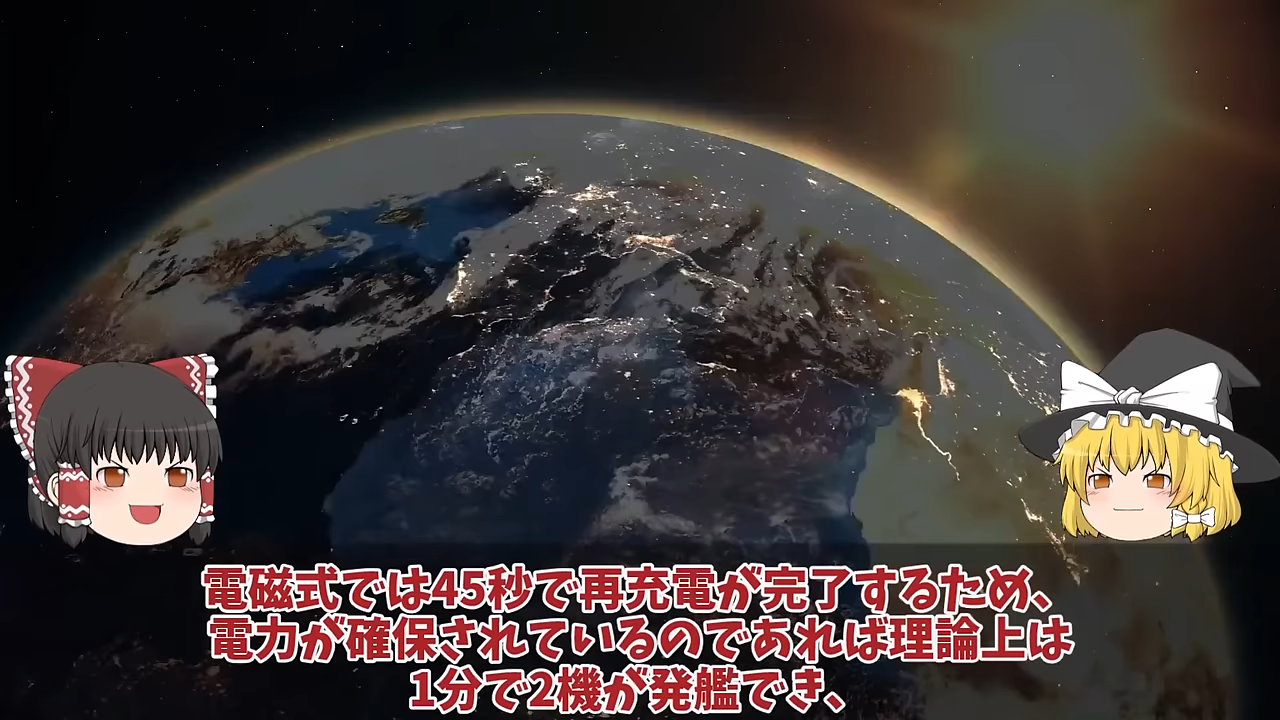 電磁式では45秒で再充電が完了するため、
電力が確保されているのであれば理論上は
1分で2機が発艦でき、